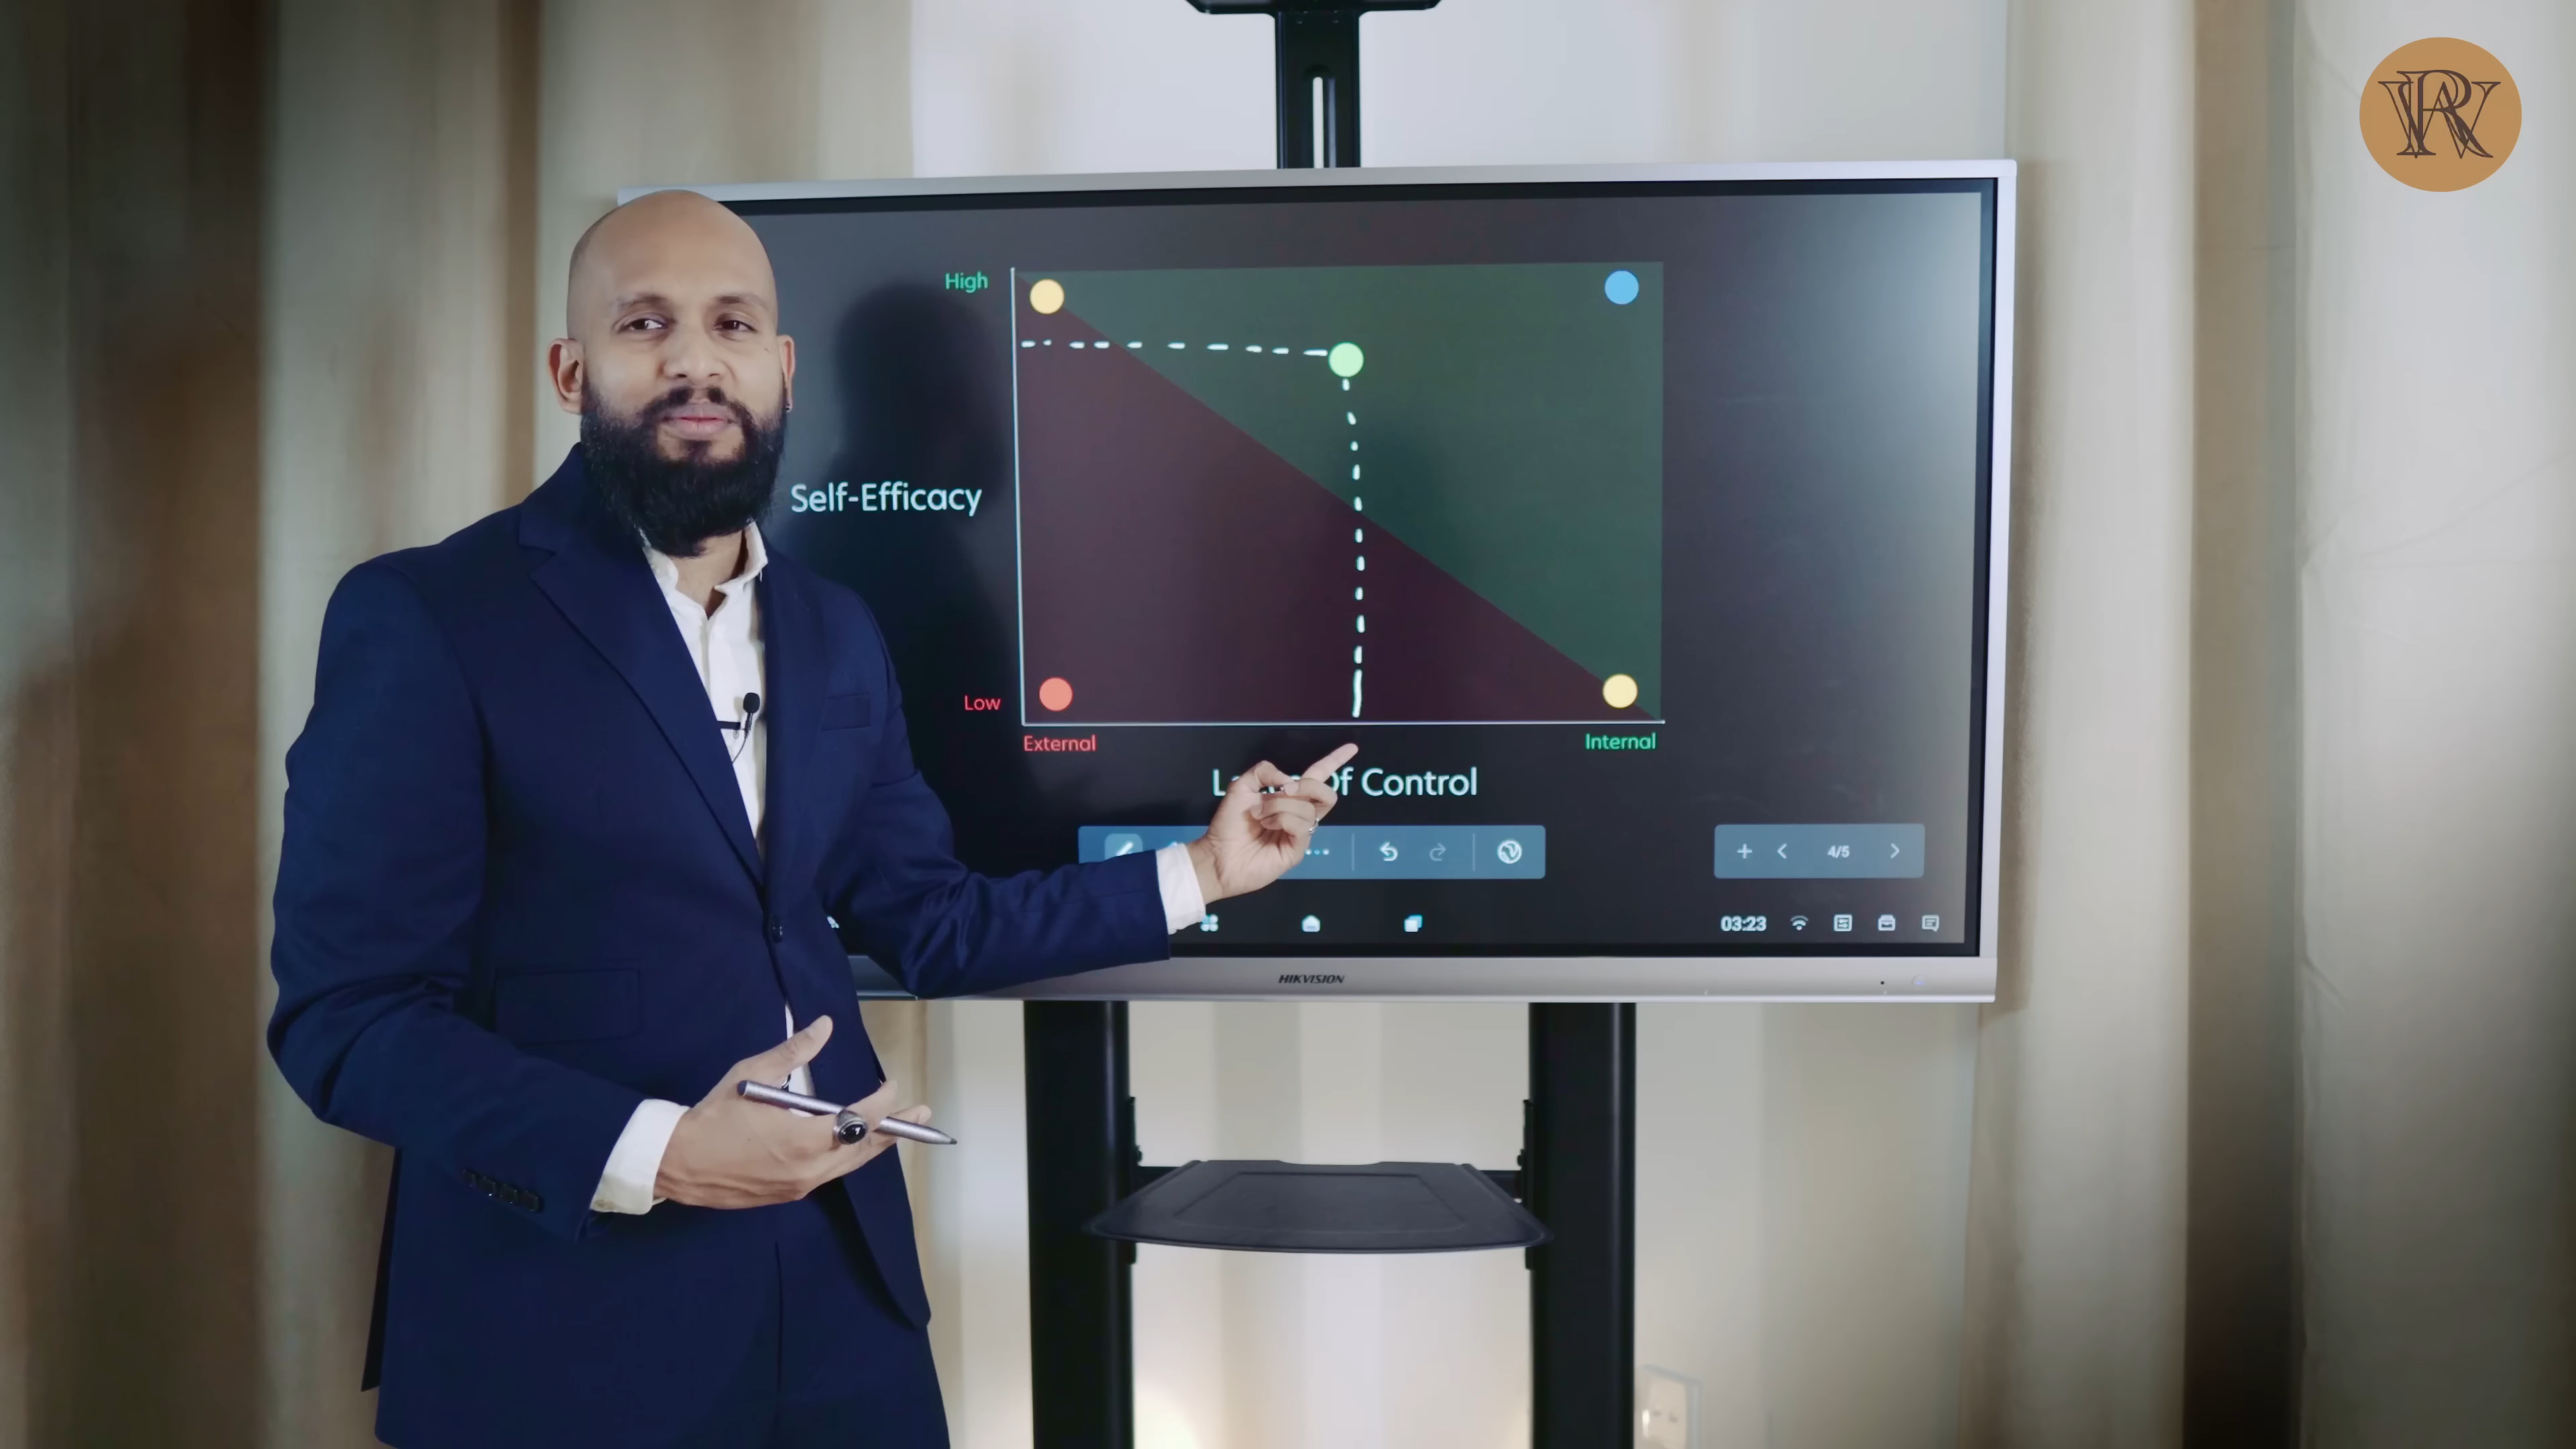 High
Self-Efficacy
Low
External
Internal
Of Control
4/5
03:23
HIKVISION